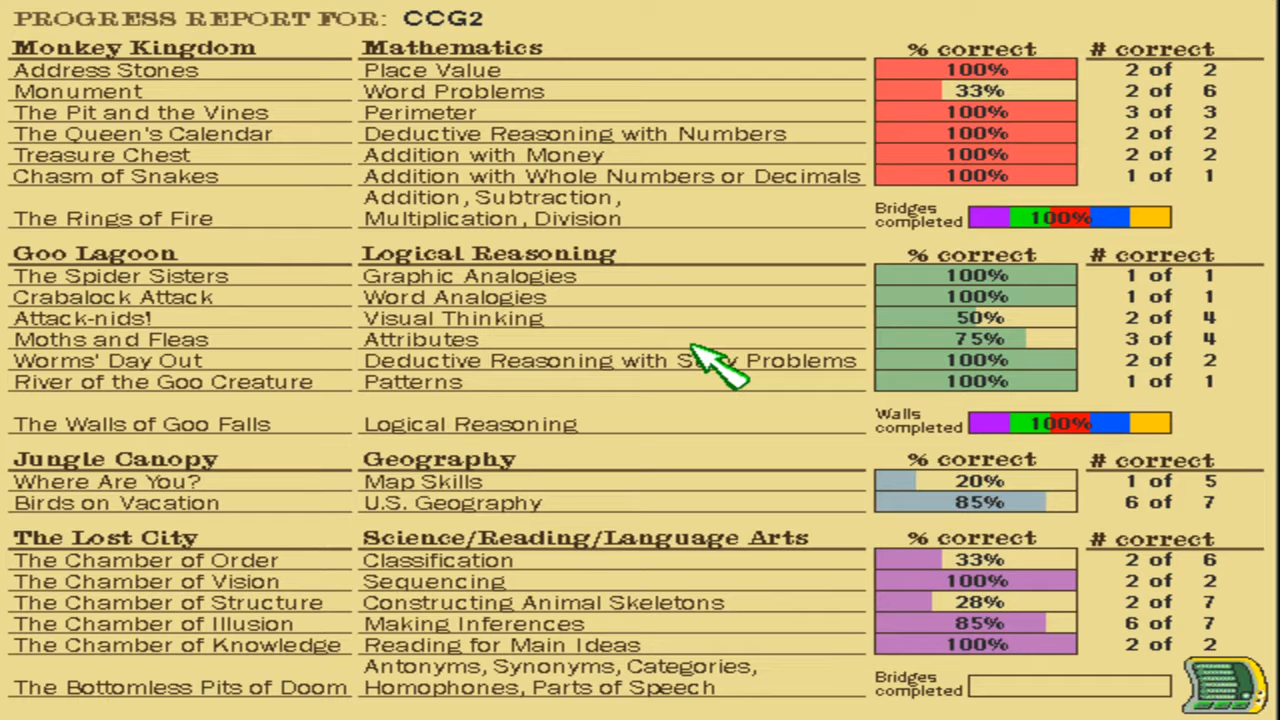 PROGRESS REPORT FOR: CCG2
Monkey Kingdom Mathematics % correct # correct
Address Stones Place Value 100% 2 of 2
Monument Word Problems 33% 2 of 6
The Pit and the Vines Perimeter 100% 3 of 3
The Queen's Calendar Deductive Reasoning with Numbers 100% 2 of 2
Treasure Chest Addition with Money 100% 2 of 2
Chasm of Snakes Addition with Whole Numbers or Decimals 100% 1 of 1
Addition, Subtraction,
The Rings of Fire Multiplication, Division Bridges completed 100%
Goo Lagoon Logical Reasoning % correct # correct
The Spider Sisters Graphic Analogies 100% 1 of 1
Crabalock Attack Word Analogies 100% 1 of 1
Attack-nids! Visual Thinking 50% 2 of 4
Moths and Fleas Attributes 75% 3 of 4
Worms' Day Out Deductive Reasoning with Problems 100% 2 of 2
River of the Goo Creature Patterns 100% 1 of 1
The Walls of Goo Falls Logical Reasoning Walls completed 100%
Jungle Canopy Geography % correct # correct
Where Are You? Map Skills 20% 1 of 5
Birds on Vacation U.S. Geography 85% 6 of 7
The Lost City Science/Reading/Language Arts % correct # correct
The Chamber of Order Classification 33% 2 of 6
The Chamber of Vision Sequencing 100% 2 of 2
The Chamber of Structure Constructing Animal Skeletons 28% 2 of 7
The Chamber of Illusion Making Inferences 85% 6 of 7
The Chamber of Knowledge Reading for Main Ideas 100% 2 of 2
Antonyms, Synonyms, Categories,
The Bottomless Pits of Doom Homophones, Parts of Speech Bridges completed